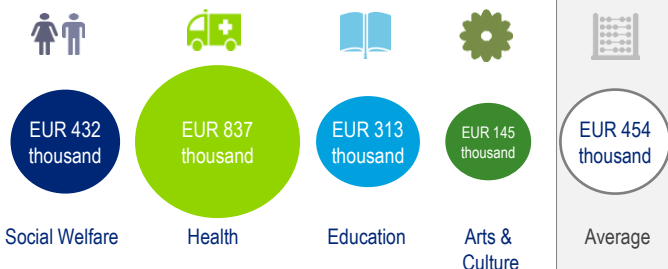 EUR 432
thousand
EUR 837
thousand
EUR 313
thousand
EUR 145
thousand
EUR 454
thousand
Social Welfare
Health
Education
Arts &
Culture
Average